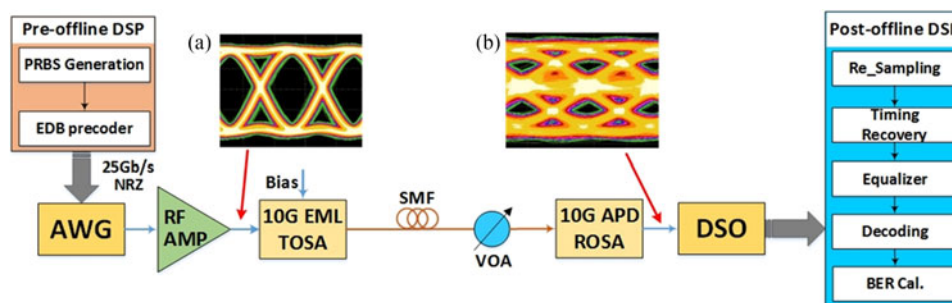 Pre-offline DSP
PRBS Generation
EDB precoder
25Gb/s
NRZ
AWG
RF
AMP
(a)
Bias
10G EML
TOSA
SMF
VOA
(b)
10G APD
ROSA
DSO
Post-offline DSP
Re_Sampling
Timing
Recovery
Equalizer
Decoding
BER Cal.